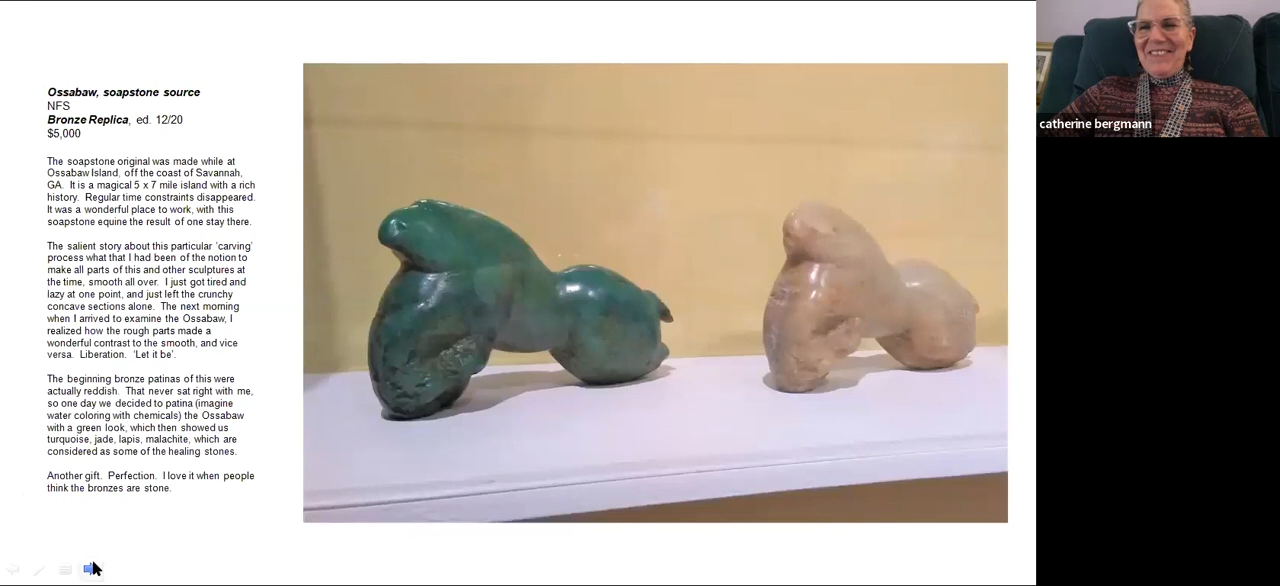 Ossabaw, soapstone source
NFS
Bronze Replica, ed. 12/20
$5,000
The soapstone original was made while at
Ossabaw Island, off the coast of Savannah,
GA. It is a magical 5 x 7 mile island with a rich
history. Regular time constraints disappeared.
It was a wonderful place to work, with this
soapstone equine the result of one stay there.
The salient story about this particular 'carving'
process what that I had been of the notion to
make all parts of this and other sculptures at
the time, smooth all over. I just got tired and
lazy at one point, and just left the crunchy
concave sections alone. The next morning
when I arrived to examine the Ossabaw, I
realized how the rough parts made a
wonderful contrast to the smooth, and vice
versa. Liberation. 'Let it be'.
The beginning bronze patinas of this were
actually reddish. That never sat right with me,
so one day we decided to patina (imagine
water coloring with chemicals) the Ossabaw
with a green look, which then showed us
turquoise, jade, lapis, malachite, which are
considered as some of the healing stones.
Another gift. Perfection. I love it when people
think the bronzes are stone.
catherine bergmann